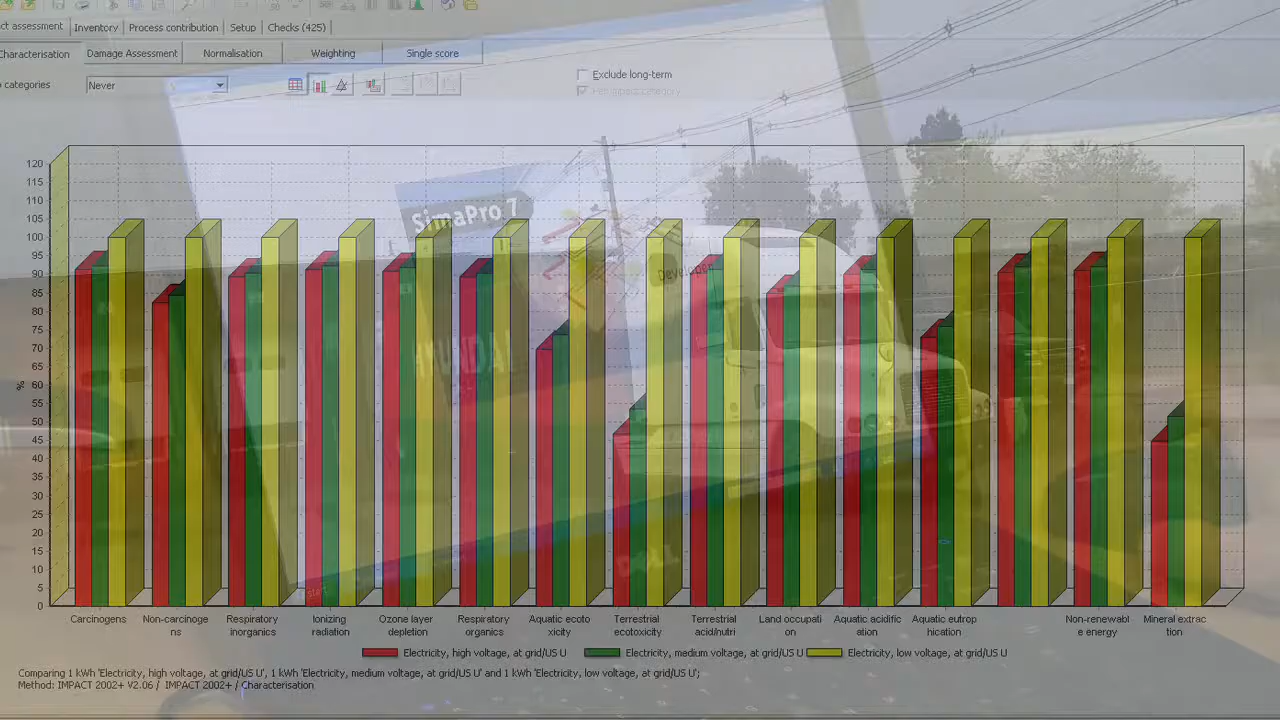 ct assessment Inventory Process contribution Setup Checks (425)
Characterisation Damage Assessment Normalisation Weighting Single score
categories Never Exclude long-term
Per impact category
120
115
110
105
100
95
90
85
80
75
70
65
60
55
50
45
40
35
30
25
20
15
10
5
0
%
SimaPro 7
Developer
HYUNDAI
DELL
start
Carcinogens Non-carcinoge Respiratory Ionizing Ozone layer Respiratory Aquatic ecoto Terrestrial Terrestrial Land occupati Aquatic acidific Aquatic eutrop Non-renewabl Mineral extrac
ns inorganics radiation depletion organics xicity ecotoxicity acid/nutri on ation hication e energy tion
Electricity, high voltage, at grid/US U Electricity, medium voltage, at grid/US U Electricity, low voltage, at grid/US U
Comparing 1 kWh 'Electricity, high voltage, at grid/US U', 1 kWh 'Electricity, medium voltage, at grid/US U' and 1 kWh 'Electricity, low voltage, at grid/US U';
Method: IMPACT 2002+ V2.06 / IMPACT 2002+ / Characterisation